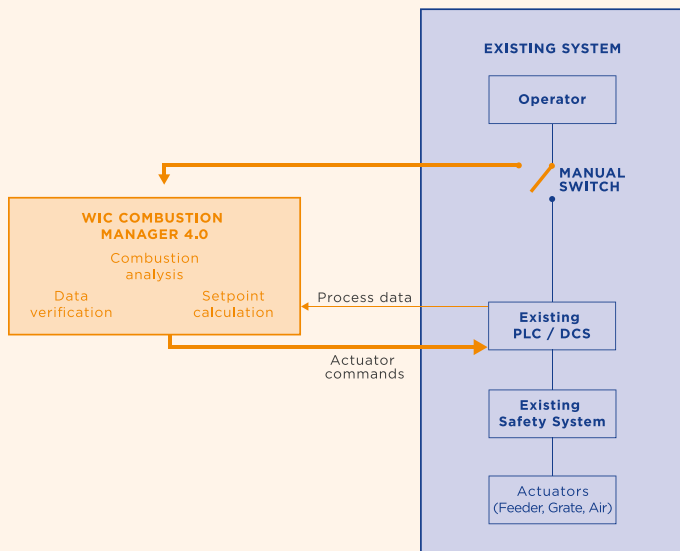 EXISTING SYSTEM
Operator
MANUAL
SWITCH
WIC COMBUSTION
MANAGER 4.0
Combustion
analysis
Data
verification
Setpoint
calculation
Process data
Actuator
commands
Existing
PLC / DCS
Existing
Safety System
Actuators
(Feeder, Grate, Air)